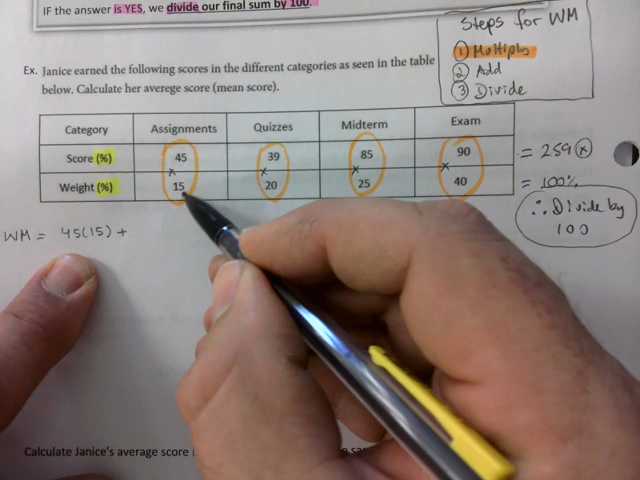 IF the answer is YES, we divide our final sum by 100.
Steps for WM
① Multiply
② Add
③ Divide
Ex. Janice earned the following scores in the different categories as seen in the table
below. Calculate her averege score (mean score).
Category Assignments Quizzes Midterm Exam
Score (%) 45 39 85 90 = 259 ⓧ
x x x x
Weight (%) 15 20 25 40 = 100%
∴ Divide by
100
WM = 45(15) +
Calculate Janice's average score